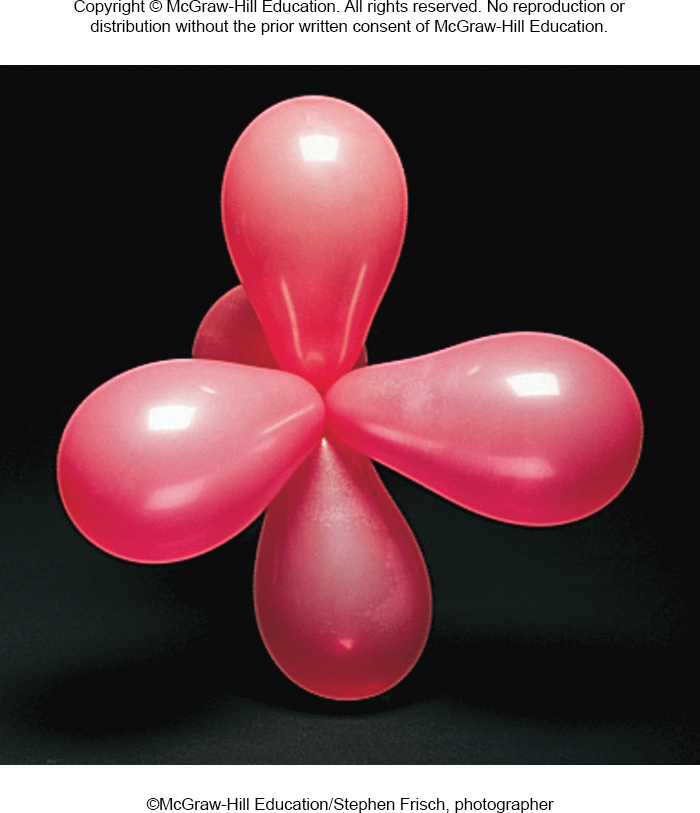 Copyright © McGraw-Hill Education. All rights reserved. No reproduction or
distribution without the prior written consent of McGraw-Hill Education.
©McGraw-Hill Education/Stephen Frisch, photographer